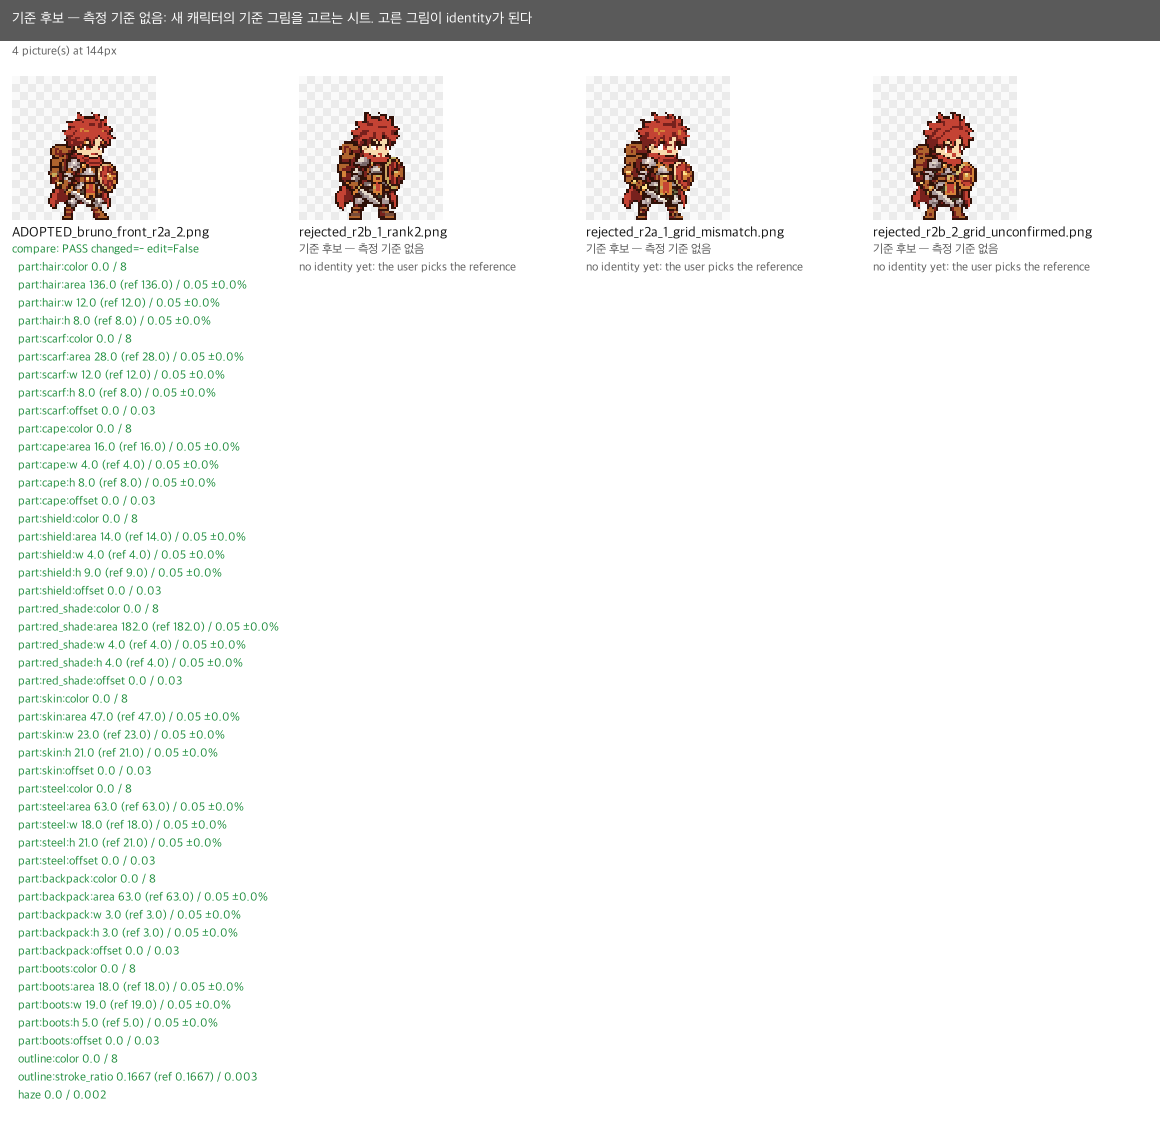 기준 후보 — 측정 기준 없음: 새 캐릭터의 기준 그림을 고르는 시트. 고른 그림이 identity가 된다
4 picture(s) at 144px
ADOPTED_bruno_front_r2a_2.png
compare: PASS changed=- edit=False
part:hair:color 0.0 / 8
part:hair:area 136.0 (ref 136.0) / 0.05 ±0.0%
part:hair:w 12.0 (ref 12.0) / 0.05 ±0.0%
part:hair:h 8.0 (ref 8.0) / 0.05 ±0.0%
part:scarf:color 0.0 / 8
part:scarf:area 28.0 (ref 28.0) / 0.05 ±0.0%
part:scarf:w 12.0 (ref 12.0) / 0.05 ±0.0%
part:scarf:h 8.0 (ref 8.0) / 0.05 ±0.0%
part:scarf:offset 0.0 / 0.03
part:cape:color 0.0 / 8
part:cape:area 16.0 (ref 16.0) / 0.05 ±0.0%
part:cape:w 4.0 (ref 4.0) / 0.05 ±0.0%
part:cape:h 8.0 (ref 8.0) / 0.05 ±0.0%
part:cape:offset 0.0 / 0.03
part:shield:color 0.0 / 8
part:shield:area 14.0 (ref 14.0) / 0.05 ±0.0%
part:shield:w 4.0 (ref 4.0) / 0.05 ±0.0%
part:shield:h 9.0 (ref 9.0) / 0.05 ±0.0%
part:shield:offset 0.0 / 0.03
part:red_shade:color 0.0 / 8
part:red_shade:area 182.0 (ref 182.0) / 0.05 ±0.0%
part:red_shade:w 4.0 (ref 4.0) / 0.05 ±0.0%
part:red_shade:h 4.0 (ref 4.0) / 0.05 ±0.0%
part:red_shade:offset 0.0 / 0.03
part:skin:color 0.0 / 8
part:skin:area 47.0 (ref 47.0) / 0.05 ±0.0%
part:skin:w 23.0 (ref 23.0) / 0.05 ±0.0%
part:skin:h 21.0 (ref 21.0) / 0.05 ±0.0%
part:skin:offset 0.0 / 0.03
part:steel:color 0.0 / 8
part:steel:area 63.0 (ref 63.0) / 0.05 ±0.0%
part:steel:w 18.0 (ref 18.0) / 0.05 ±0.0%
part:steel:h 21.0 (ref 21.0) / 0.05 ±0.0%
part:steel:offset 0.0 / 0.03
part:backpack:color 0.0 / 8
part:backpack:area 63.0 (ref 63.0) / 0.05 ±0.0%
part:backpack:w 3.0 (ref 3.0) / 0.05 ±0.0%
part:backpack:h 3.0 (ref 3.0) / 0.05 ±0.0%
part:backpack:offset 0.0 / 0.03
part:boots:color 0.0 / 8
part:boots:area 18.0 (ref 18.0) / 0.05 ±0.0%
part:boots:w 19.0 (ref 19.0) / 0.05 ±0.0%
part:boots:h 5.0 (ref 5.0) / 0.05 ±0.0%
part:boots:offset 0.0 / 0.03
outline:color 0.0 / 8
outline:stroke_ratio 0.1667 (ref 0.1667) / 0.003
haze 0.0 / 0.002
rejected_r2b_1_rank2.png
기준 후보 — 측정 기준 없음
no identity yet: the user picks the reference
rejected_r2a_1_grid_mismatch.png
기준 후보 — 측정 기준 없음
no identity yet: the user picks the reference
rejected_r2b_2_grid_unconfirmed.png
기준 후보 — 측정 기준 없음
no identity yet: the user picks the reference